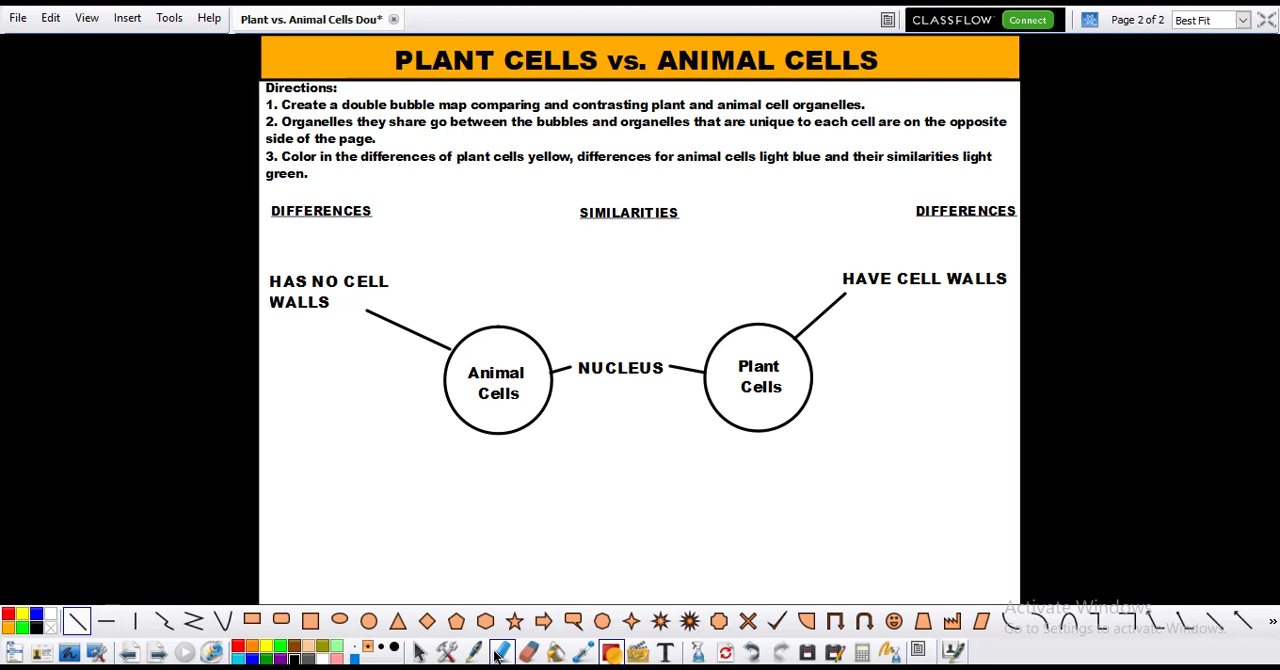 File Edit View Insert Tools Help
Plant vs. Animal Cells Dou*
CLASSFLOW Connect
Page 2 of 2
Best Fit
PLANT CELLS vs. ANIMAL CELLS
Directions:
1. Create a double bubble map comparing and contrasting plant and animal cell organelles.
2. Organelles they share go between the bubbles and organelles that are unique to each cell are on the opposite
side of the page.
3. Color in the differences of plant cells yellow, differences for animal cells light blue and their similarities light
green.
DIFFERENCES
SIMILARITIES
DIFFERENCES
HAS NO CELL
WALLS
HAVE CELL WALLS
Animal
Cells
NUCLEUS
Plant
Cells
Activate Windows
Go to Settings to activate Windows.